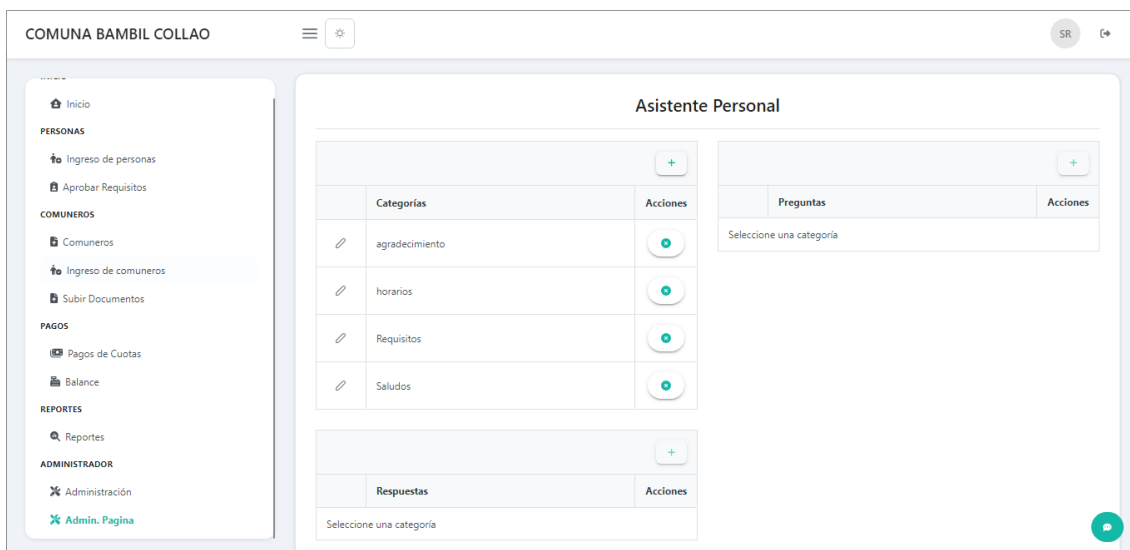 COMUNA BAMBIL COLLAO
SR
Inicio
PERSONAS
Ingreso de personas
Aprobar Requisitos
COMUNEROS
Comuneros
Ingreso de comuneros
Subir Documentos
PAGOS
Pagos de Cuotas
Balance
REPORTES
Reportes
ADMINISTRADOR
Administración
Admin. Pagina
Asistente Personal
+
Categorías Acciones
agradecimiento
horarios
Requisitos
Saludos
+
Preguntas Acciones
Seleccione una categoría
+
Respuestas Acciones
Seleccione una categoría